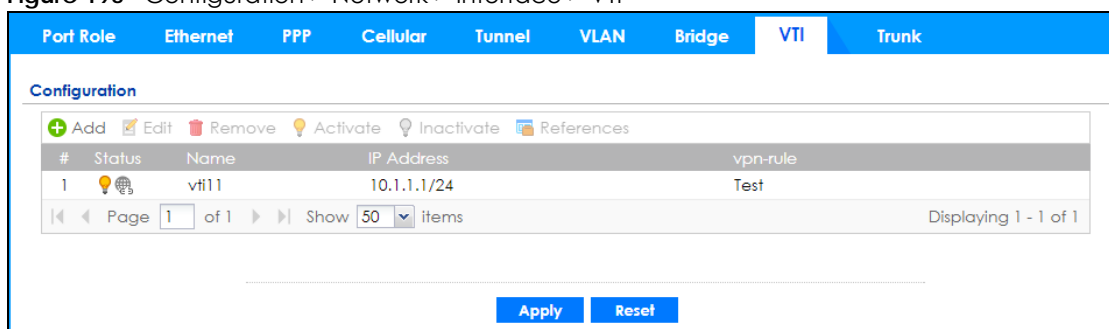 Port Role Ethernet PPP Cellular Tunnel VLAN Bridge VTI Trunk
Configuration
Add Edit Remove Activate Inactivate References
# Status Name IP Address vpn-rule
1 vti11 10.1.1.1/24 Test
Page 1 of 1 Show 50 items Displaying 1 - 1 of 1
Apply Reset